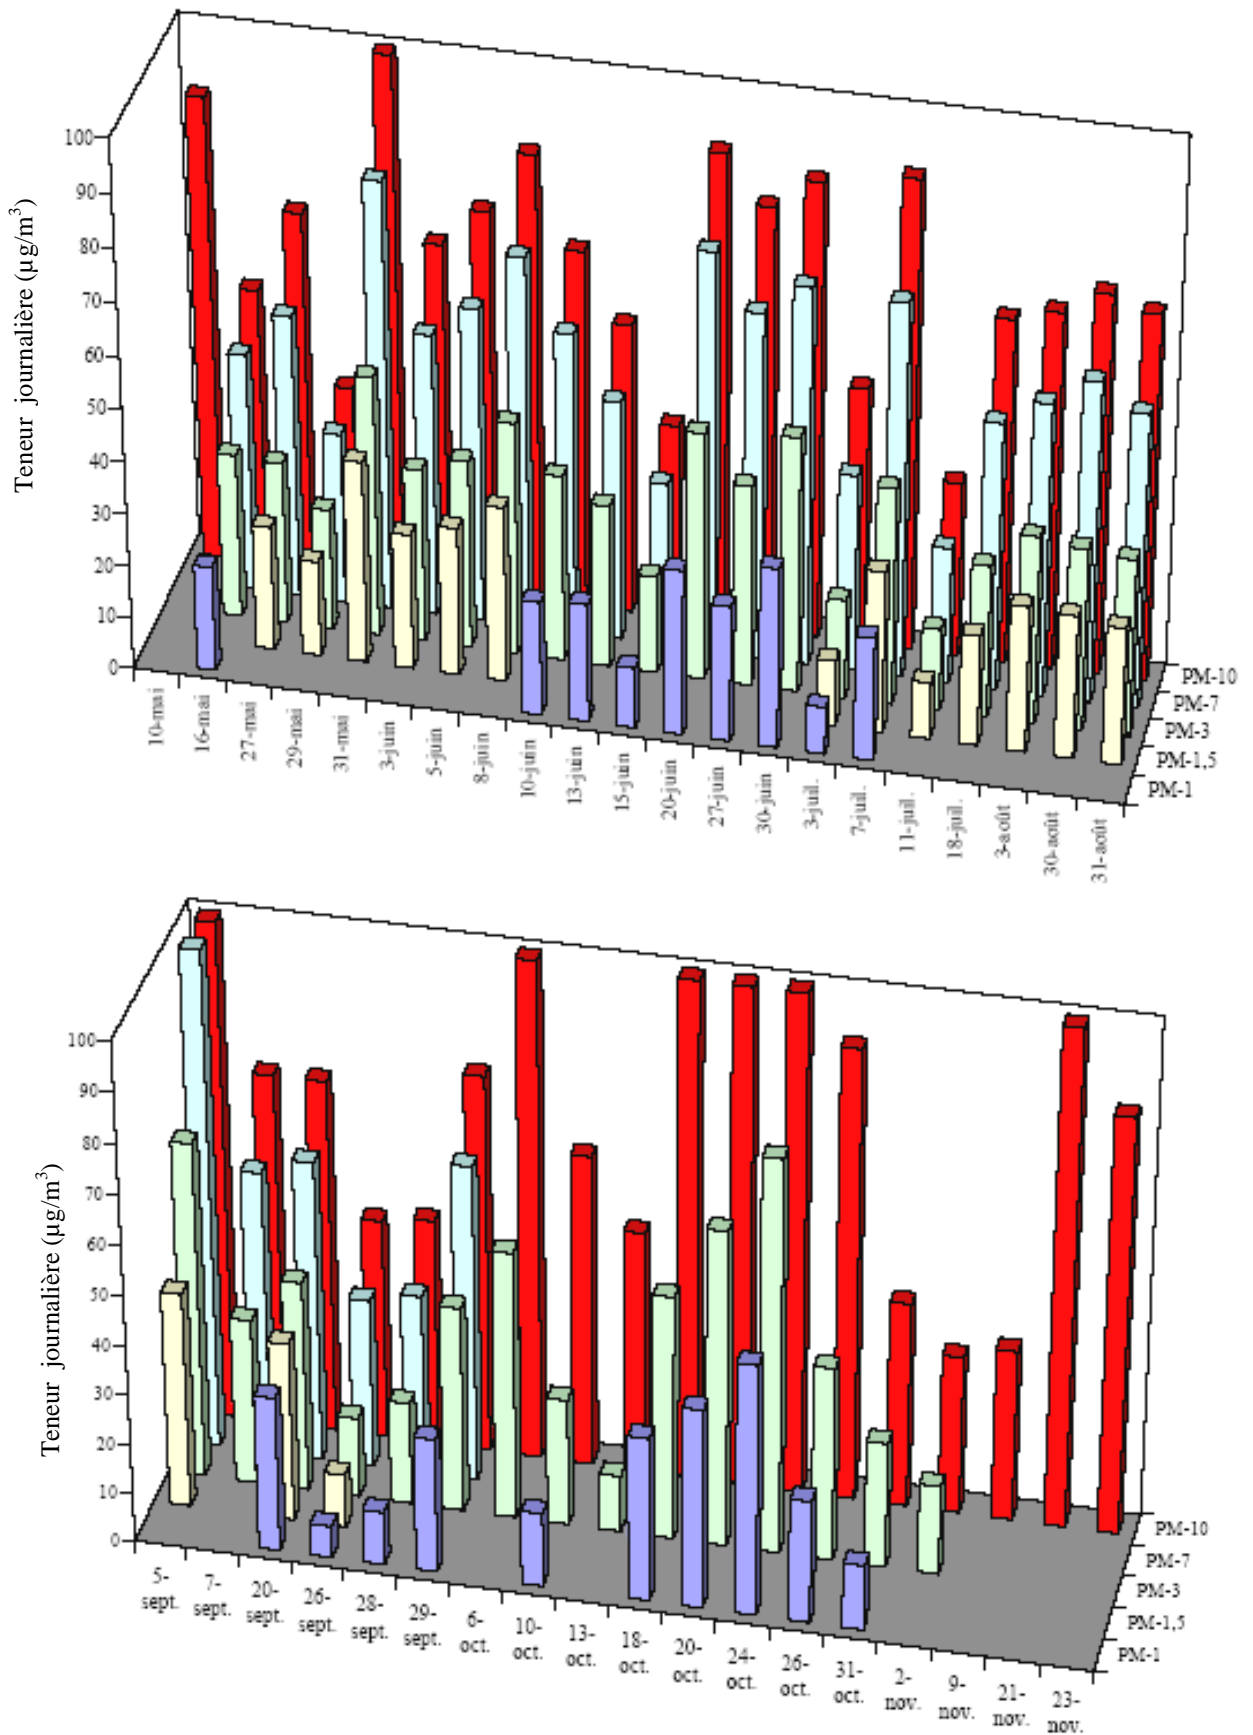 Teneur journalière (µg/m³)
100
90
80
70
60
50
40
30
20
10
0
10-mai
16-mai
27-mai
29-mai
31-mai
3-juin
5-juin
8-juin
10-juin
13-juin
15-juin
20-juin
27-juin
30-juin
3-juil.
7-juil.
11-juil.
18-juil.
3-août
30-août
31-août
PM-10
PM-7
PM-3
PM-1,5
PM-1
Teneur journalière (µg/m³)
100
90
80
70
60
50
40
30
20
10
0
5-
sept.
7-
sept.
20-
sept.
26-
sept.
28-
sept.
29-
sept.
6-
oct.
10-
oct.
13-
oct.
18-
oct.
20-
oct.
24-
oct.
26-
oct.
31-
oct.
2-
nov.
9-
nov.
21-
nov.
23-
nov.
PM-10
PM-7
PM-3
PM-1,5
PM-1